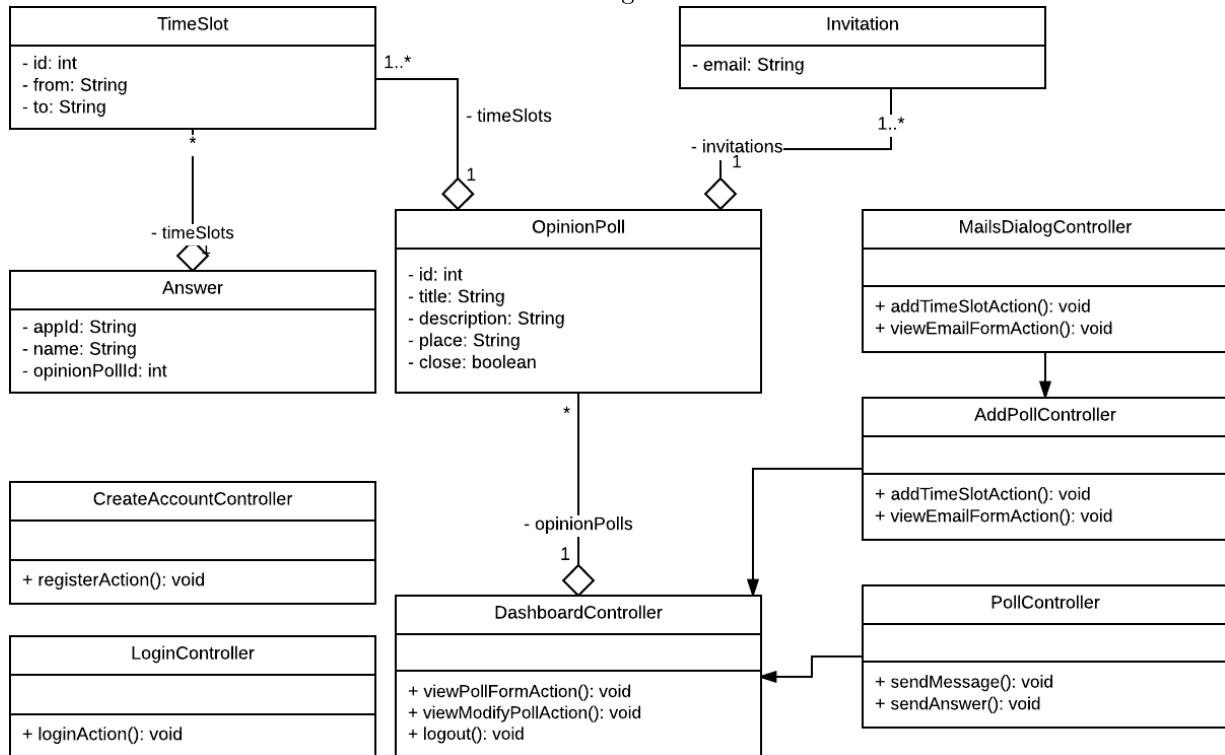 TimeSlot
- id: int
- from: String
- to: String
1..*
- timeSlots
1
Invitation
- email: String
1..*
- invitations
1
*
- timeSlots
Answer
- appId: String
- name: String
- opinionPollId: int
OpinionPoll
- id: int
- title: String
- description: String
- place: String
- close: boolean
*
- opinionPolls
1
MailsDialogController
+ addTimeSlotAction(): void
+ viewEmailFormAction(): void
AddPollController
+ addTimeSlotAction(): void
+ viewEmailFormAction(): void
CreateAccountController
+ registerAction(): void
LoginController
+ loginAction(): void
DashboardController
+ viewPollFormAction(): void
+ viewModifyPollAction(): void
+ logout(): void
PollController
+ sendMessage(): void
+ sendAnswer(): void